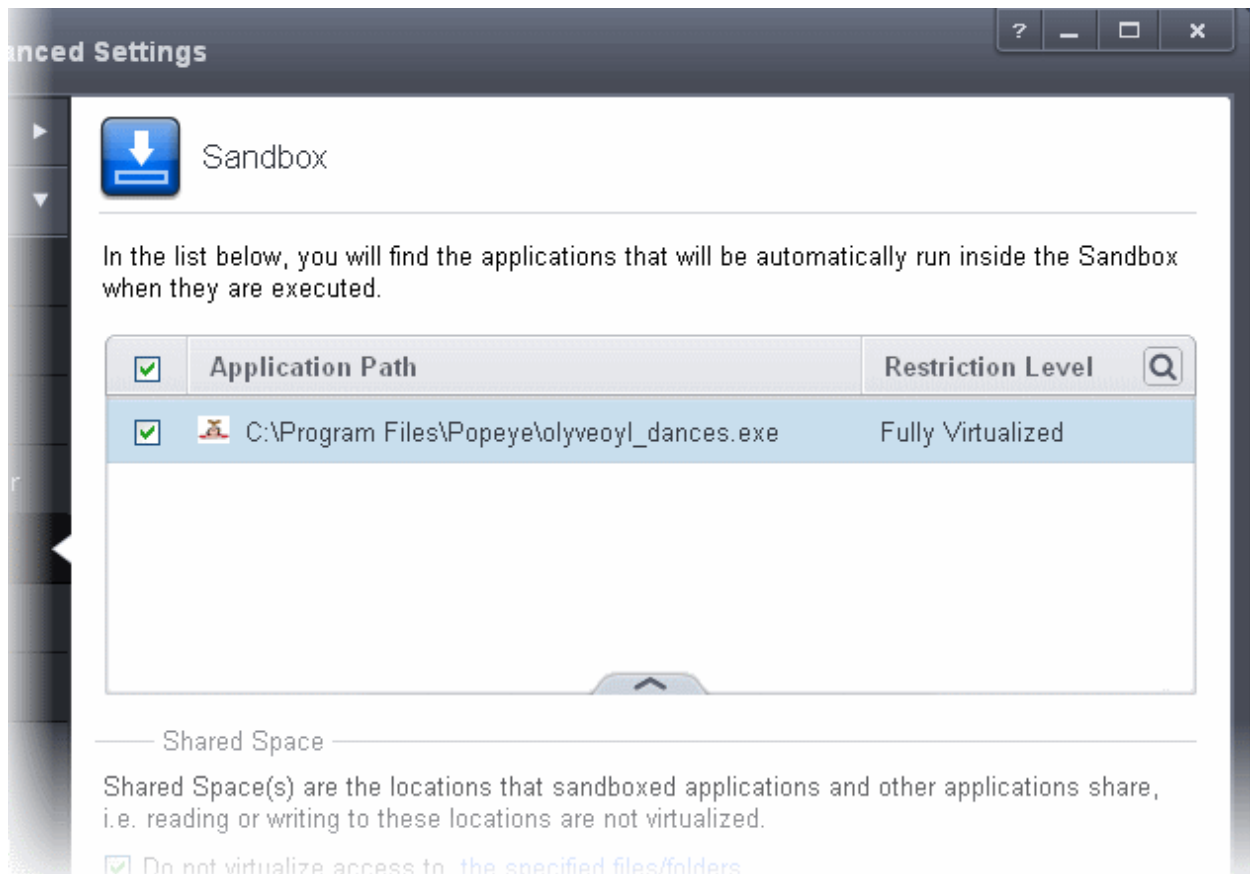 anced Settings
?
Sandbox
In the list below, you will find the applications that will be automatically run inside the Sandbox
when they are executed.
Application Path Restriction Level
C:\Program Files\Popeye\olyveoyl_dances.exe Fully Virtualized
r
Shared Space
Shared Space(s) are the locations that sandboxed applications and other applications share,
i.e. reading or writing to these locations are not virtualized.
Do not virtualize access to the specified files/folders